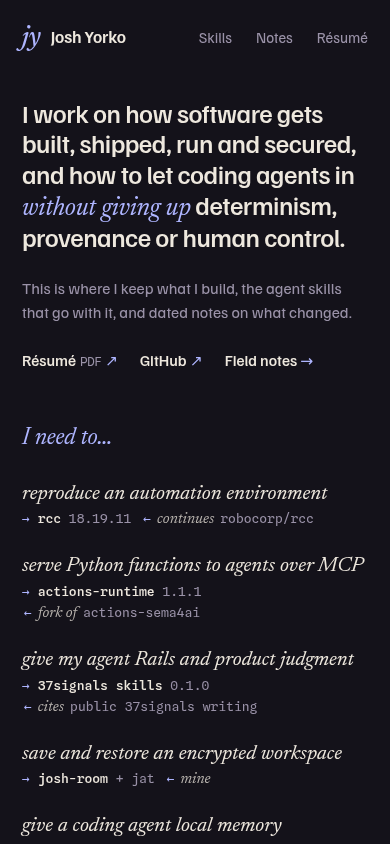 jy Josh Yorko Skills Notes Résumé
I work on how software gets
built, shipped, run and secured,
and how to let coding agents in
without giving up determinism,
provenance or human control.
This is where I keep what I build, the agent skills
that go with it, and dated notes on what changed.
Résumé PDF ↗ GitHub ↗ Field notes →
I need to…
reproduce an automation environment
→ rcc 18.19.11 ← continues robocorp/rcc
serve Python functions to agents over MCP
→ actions-runtime 1.1.1
← fork of actions-sema4ai
give my agent Rails and product judgment
→ 37signals skills 0.1.0
← cites public 37signals writing
save and restore an encrypted workspace
→ josh-room + jat ← mine
give a coding agent local memory